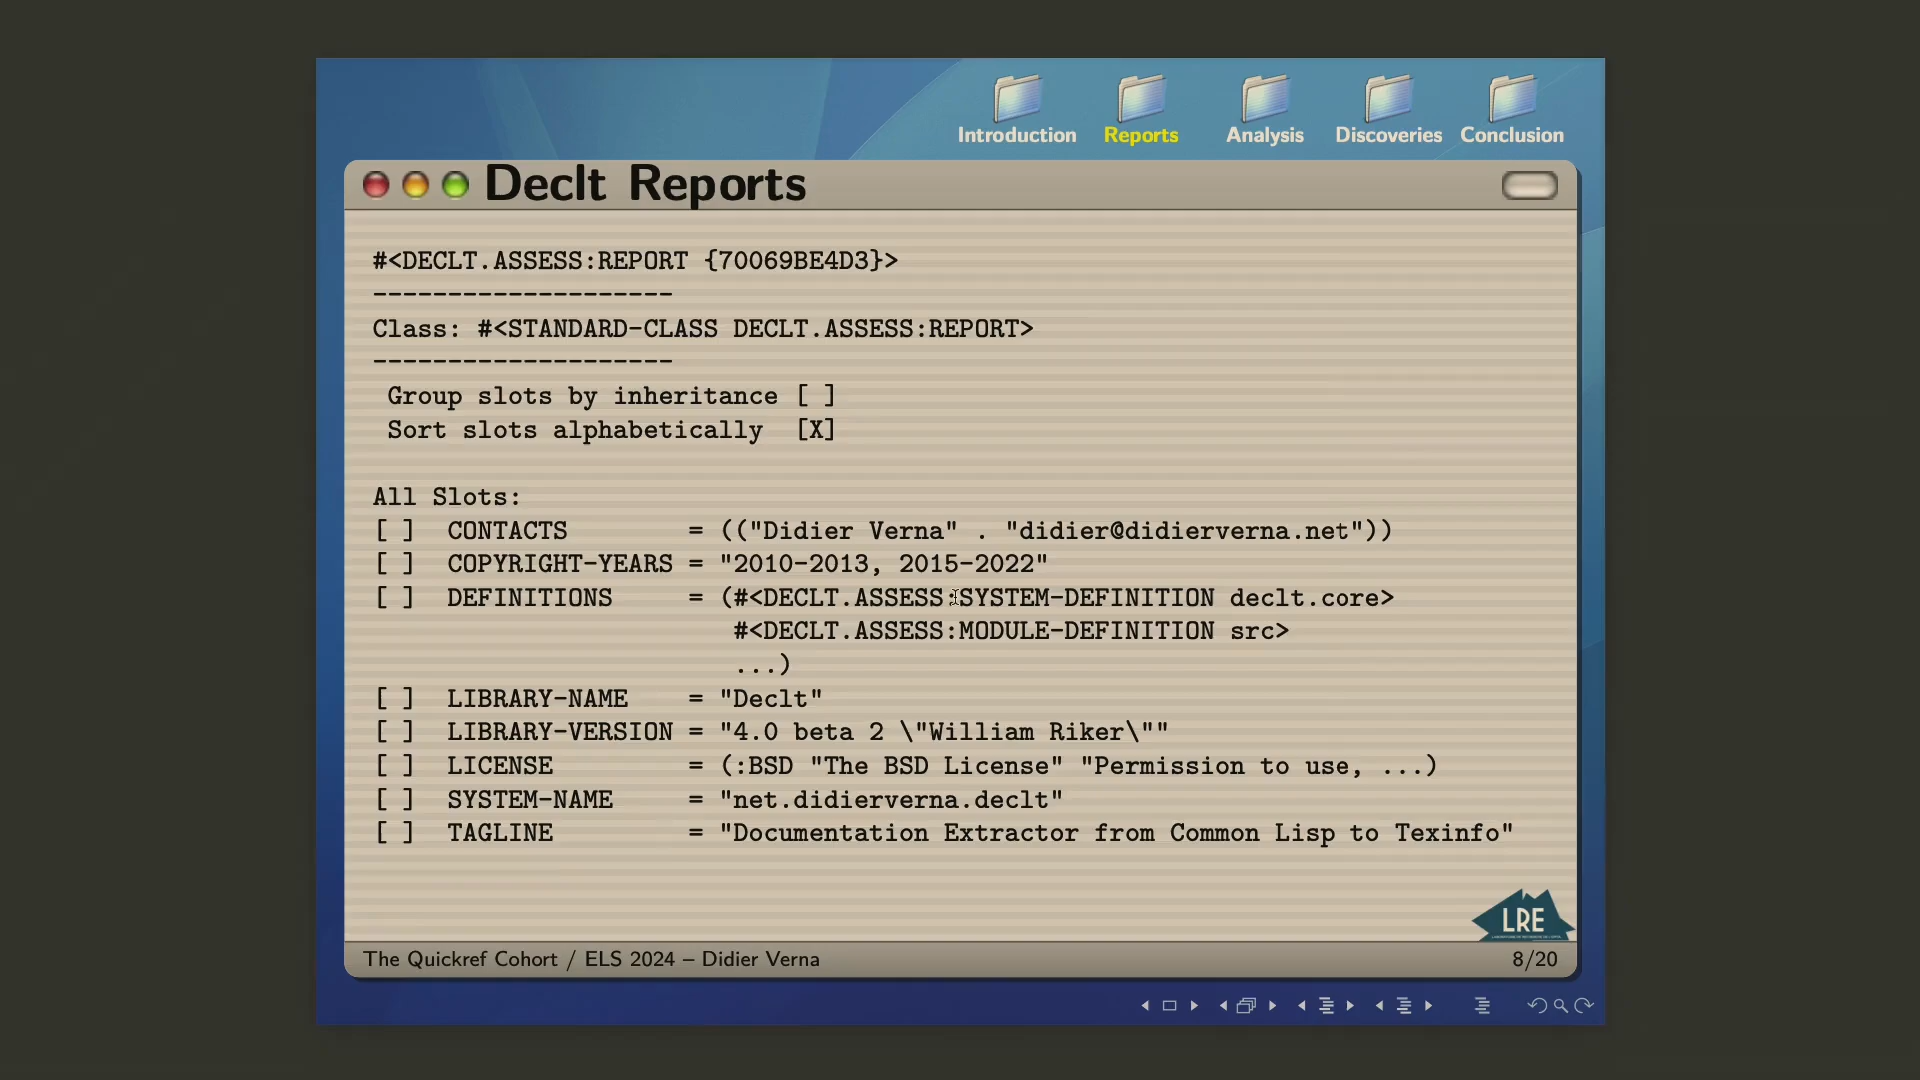 Introduction Reports Analysis Discoveries Conclusion
Declt Reports
#<DECLT.ASSESS:REPORT {70069BE4D3}>
--------------------
Class: #<STANDARD-CLASS DECLT.ASSESS:REPORT>
--------------------
Group slots by inheritance [ ]
Sort slots alphabetically [X]
All Slots:
[ ] CONTACTS = (("Didier Verna" . "didier@didierverna.net"))
[ ] COPYRIGHT-YEARS = "2010-2013, 2015-2022"
[ ] DEFINITIONS = (#<DECLT.ASSESS:SYSTEM-DEFINITION declt.core>
#<DECLT.ASSESS:MODULE-DEFINITION src>
...)
[ ] LIBRARY-NAME = "Declt"
[ ] LIBRARY-VERSION = "4.0 beta 2 \"William Riker\""
[ ] LICENSE = (:BSD "The BSD License" "Permission to use, ...)
[ ] SYSTEM-NAME = "net.didierverna.declt"
[ ] TAGLINE = "Documentation Extractor from Common Lisp to Texinfo"
LRE
The Quickref Cohort / ELS 2024 – Didier Verna 8/20